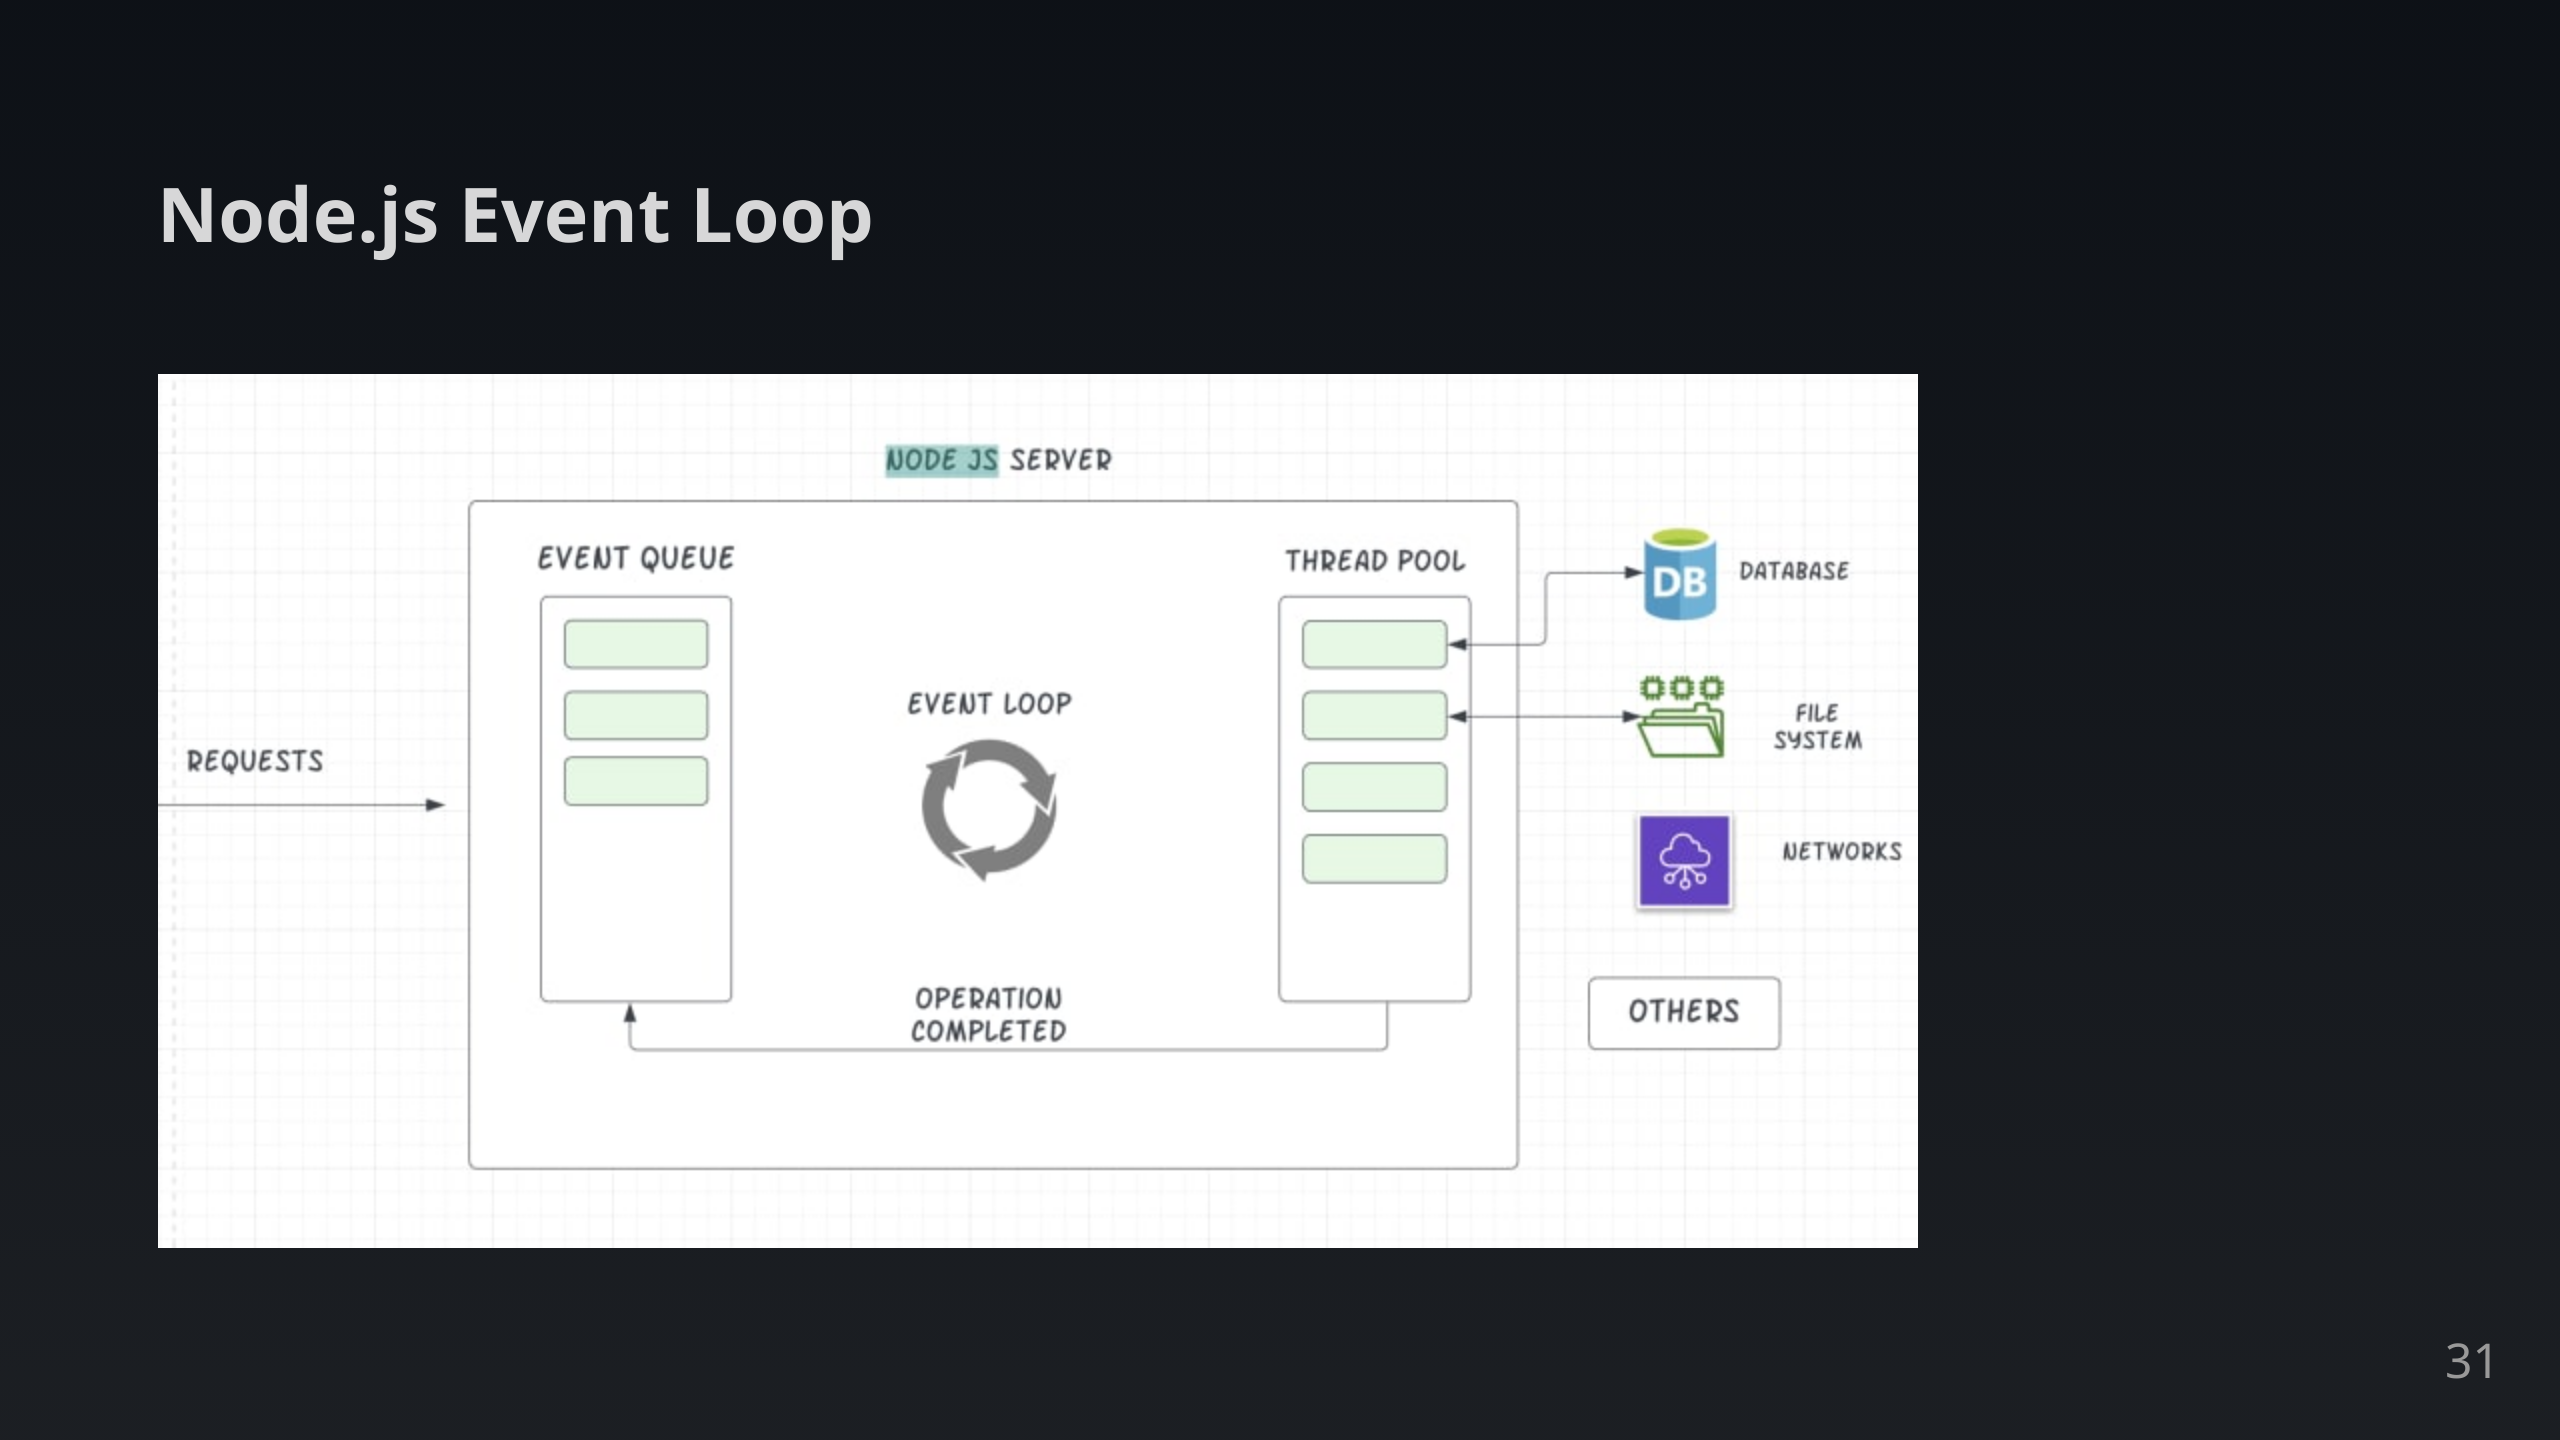 Node.js Event Loop
NODE JS SERVER
EVENT QUEUE
THREAD POOL
DB
DATABASE
EVENT LOOP
FILE
SYSTEM
REQUESTS
NETWORKS
OPERATION
COMPLETED
OTHERS
31